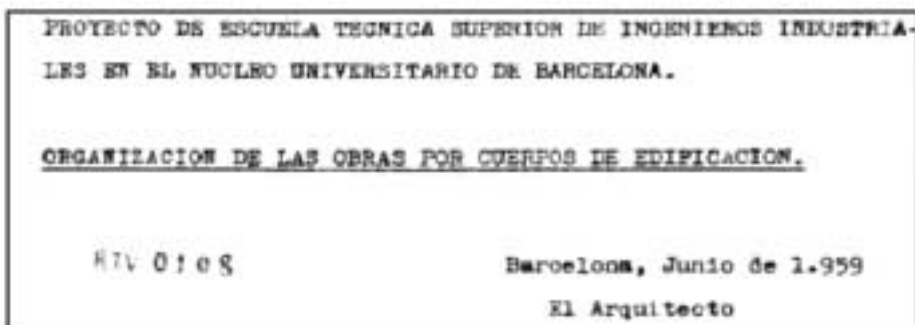 PROYECTO DE ESCUELA TECNICA SUPERIOR DE INGENIEROS INDUSTRIA-
LES EN EL NUCLEO UNIVERSITARIO DE BARCELONA.
ORGANIZACION DE LAS OBRAS POR CUERPOS DE EDIFICACION.
Barcelona, Junio de 1.959
El Arquitecto